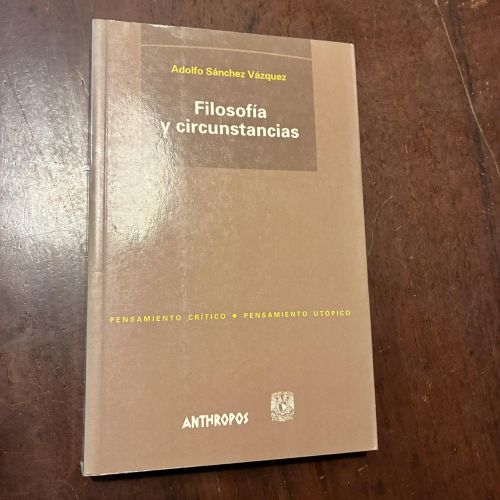 Adolfo Sánchez Vázquez
Filosofía
y circunstancias
PENSAMIENTO CRÍTICO • PENSAMIENTO UTÓPICO
ANTHROPOS